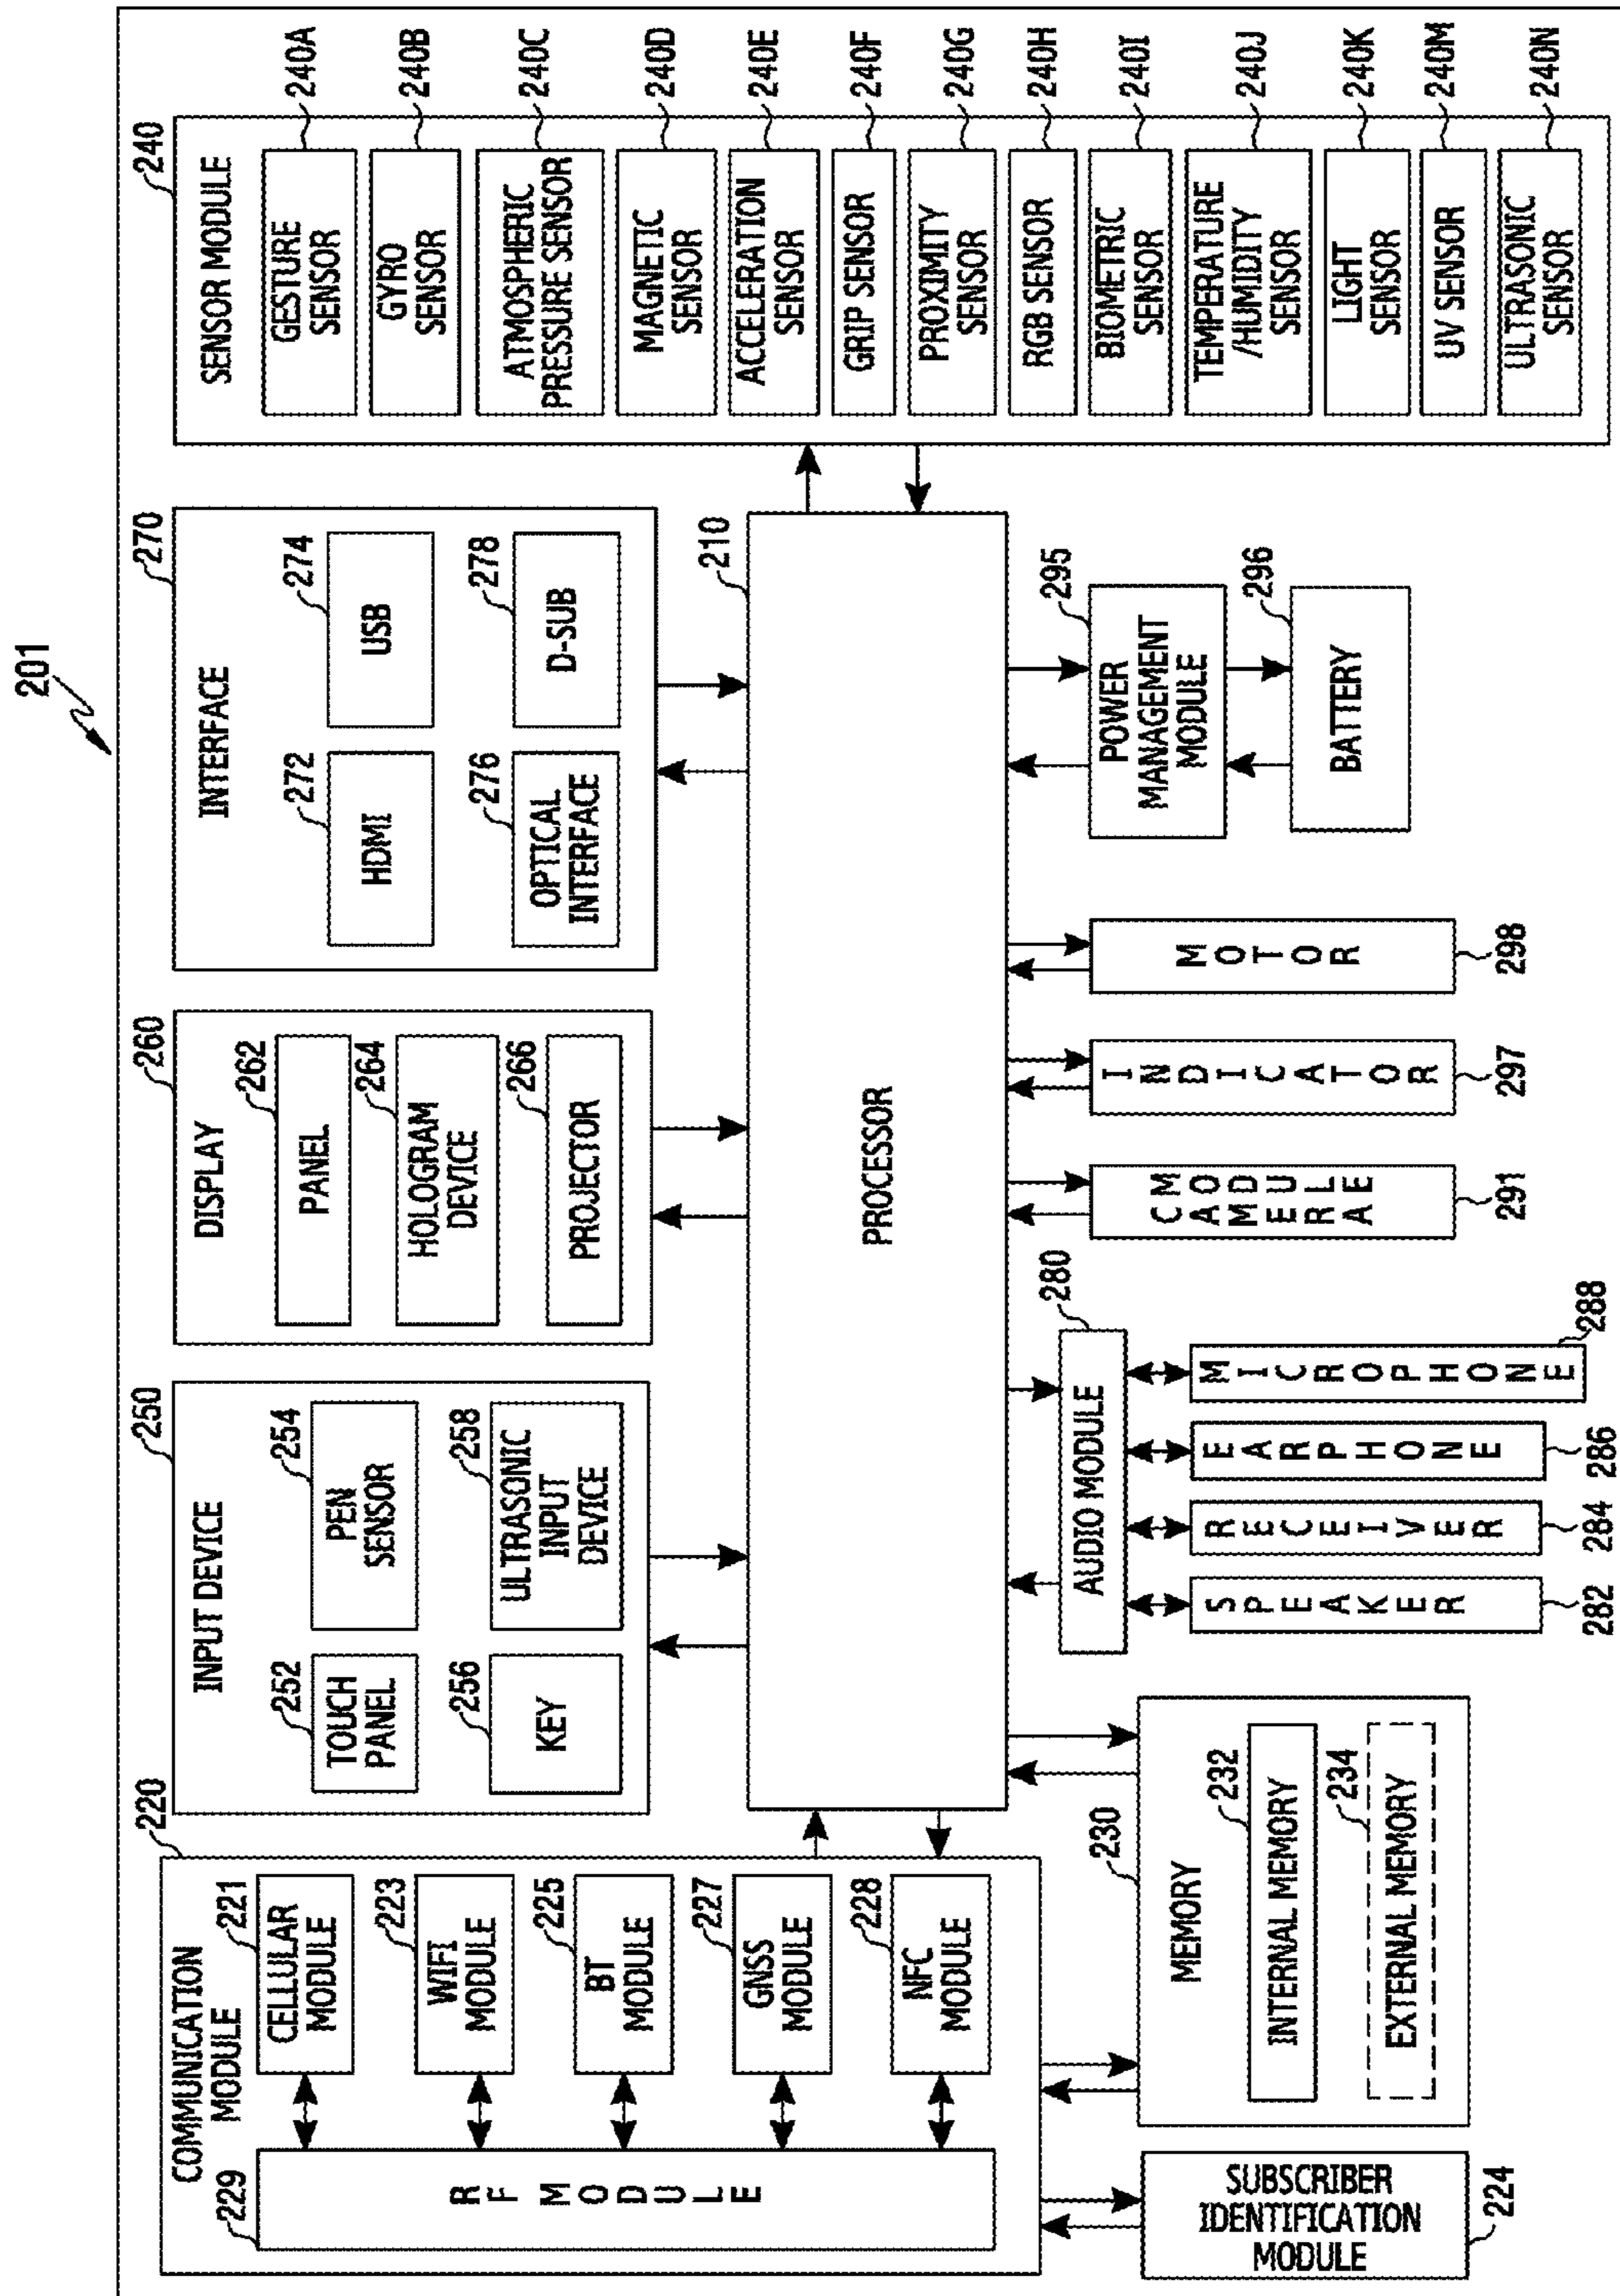 201
COMMUNICATION
MODULE
220
229
RF MODULE
221
CELLULAR
MODULE
223
WIFI
MODULE
225
BT
MODULE
227
GNSS
MODULE
228
NFC
MODULE
SUBSCRIBER
IDENTIFICATION
MODULE
224
INPUT DEVICE
250
252
TOUCH
PANEL
254
PEN
SENSOR
256
KEY
258
ULTRASONIC
INPUT
DEVICE
DISPLAY
260
262
PANEL
264
HOLOGRAM
DEVICE
266
PROJECTOR
INTERFACE
270
272
HDMI
274
USB
276
OPTICAL
INTERFACE
278
D-SUB
SENSOR MODULE
240
GESTURE
SENSOR
240A
GYRO
SENSOR
240B
ATMOSPHERIC
PRESSURE SENSOR
240C
MAGNETIC
SENSOR
240D
ACCELERATION
SENSOR
240E
GRIP SENSOR
240F
PROXIMITY
SENSOR
240G
RGB SENSOR
240H
BIOMETRIC
SENSOR
240I
TEMPERATURE
/HUMIDITY
SENSOR
240J
LIGHT
SENSOR
240K
UV SENSOR
240M
ULTRASONIC
SENSOR
240N
PROCESSOR
210
MEMORY
230
232
INTERNAL MEMORY
234
EXTERNAL MEMORY
AUDIO MODULE
280
SPEAKER
282
RECEIVER
284
EARPHONE
286
MICROPHONE
288
CAMERA
MODULE
291
INDICATOR
297
MOTOR
298
POWER
MANAGEMENT
MODULE
295
BATTERY
296